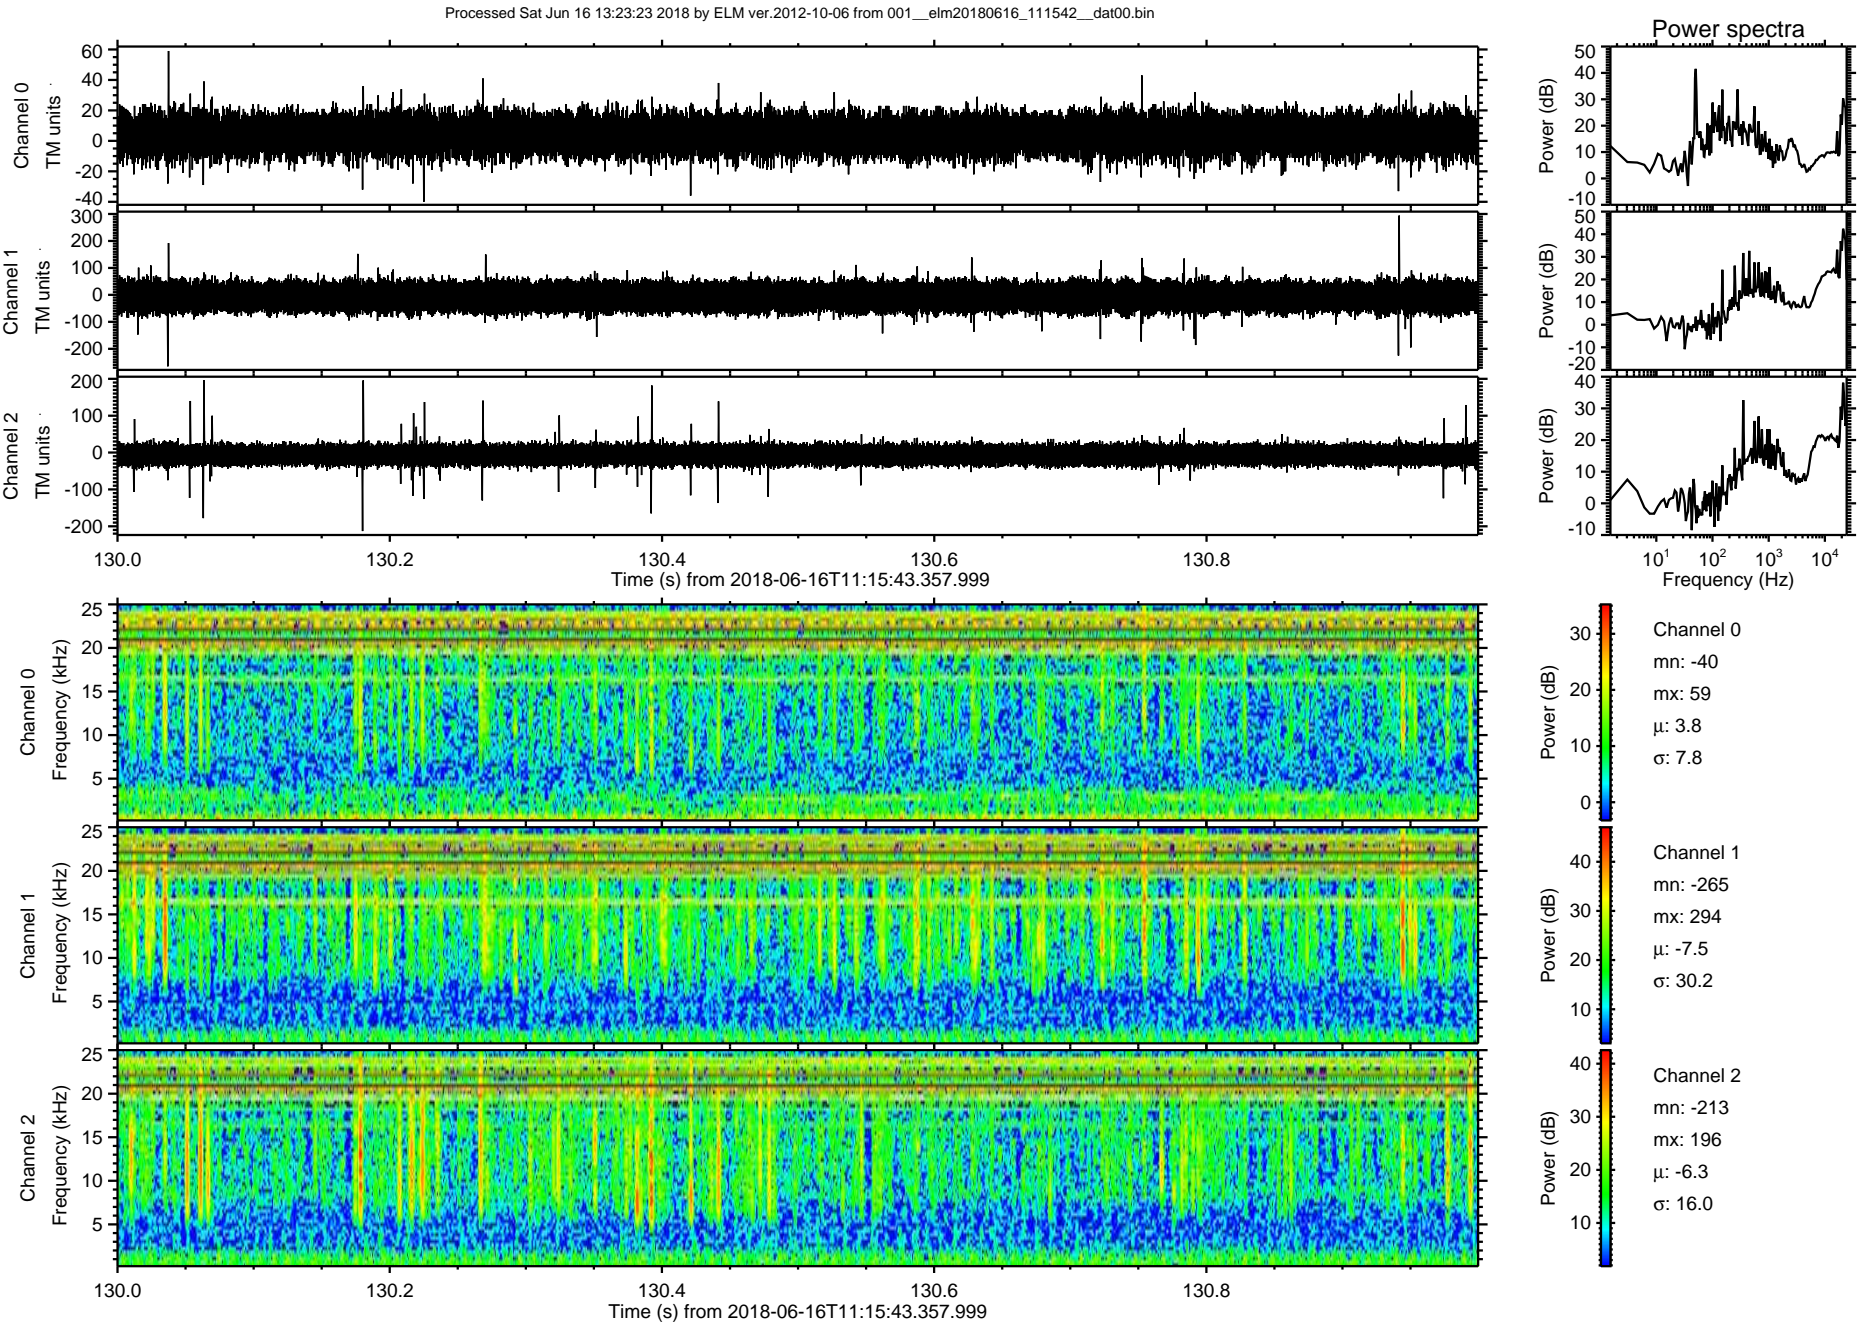 Processed Sat Jun 16 13:23:23 2018 by ELM ver.2012-10-06 from 001__elm20180616_111542__dat00.bin
Power spectra
Channel 0
TM units
60
40
20
0
-20
-40
Power (dB)
50
40
30
20
10
0
-10
Channel 1
TM units
300
200
100
0
-100
-200
Power (dB)
50
40
30
20
10
0
-10
-20
Channel 2
TM units
200
100
0
-100
-200
Power (dB)
40
30
20
10
0
-10
130.0 130.2 130.4 130.6 130.8
Time (s) from 2018-06-16T11:15:43.357.999
10^1 10^2 10^3 10^4
Frequency (Hz)
Channel 0
Frequency (kHz)
25
20
15
10
5
Power (dB)
30
20
10
0
Channel 0
mn: -40
mx: 59
μ: 3.8
σ: 7.8
Channel 1
Frequency (kHz)
25
20
15
10
5
Power (dB)
40
30
20
10
Channel 1
mn: -265
mx: 294
μ: -7.5
σ: 30.2
Channel 2
Frequency (kHz)
25
20
15
10
5
Power (dB)
40
30
20
10
Channel 2
mn: -213
mx: 196
μ: -6.3
σ: 16.0
130.0 130.2 130.4 130.6 130.8
Time (s) from 2018-06-16T11:15:43.357.999